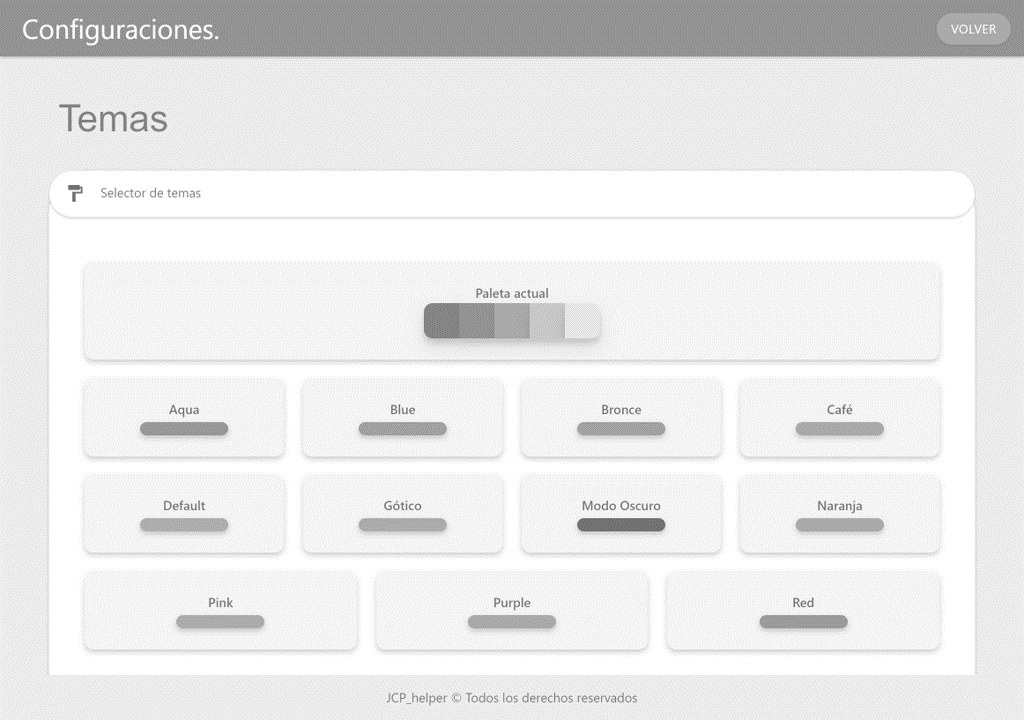 Configuraciones.
VOLVER
Temas
Selector de temas
Paleta actual
Aqua
Blue
Bronce
Café
Default
Gótico
Modo Oscuro
Naranja
Pink
Purple
Red
JCP_helper © Todos los derechos reservados